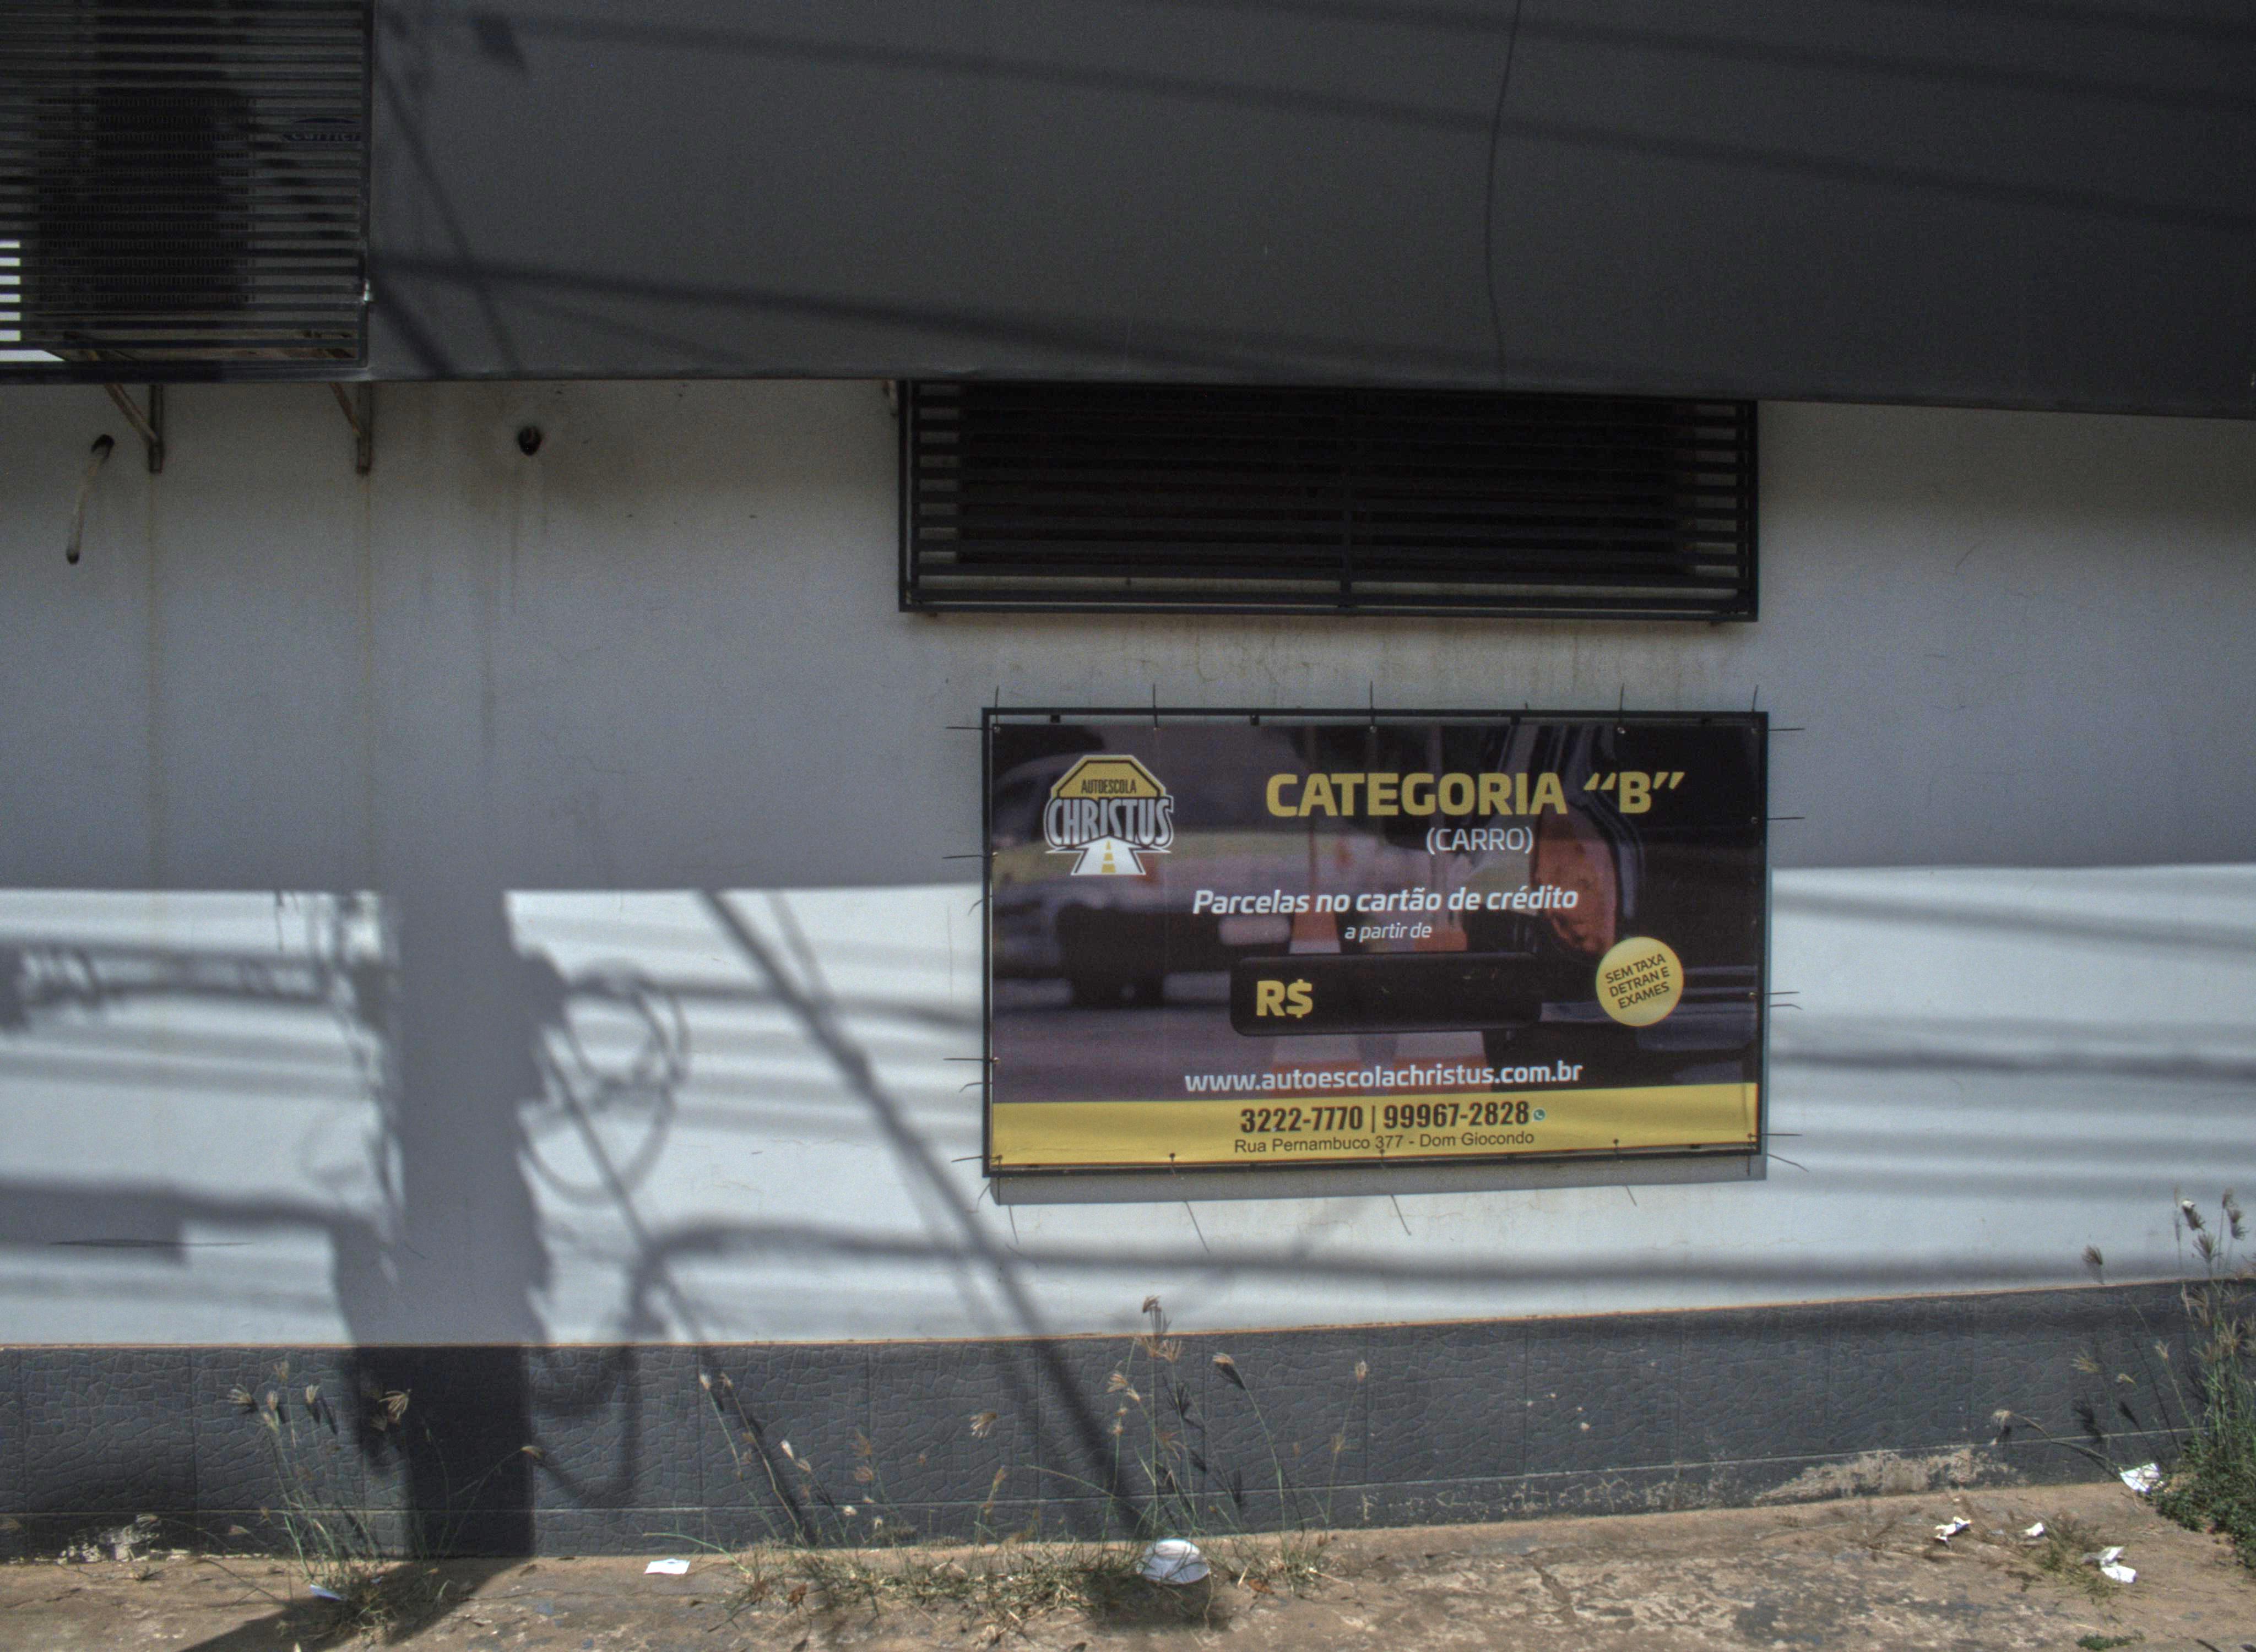 Carrier
AUTOESCOLA
CHRISTUS
CATEGORIA “B”
(CARRO)
Parcelas no cartão de crédito
a partir de
R$
SEM TAXA
DETRAN E
EXAMES
www.autoescolachristus.com.br
3222-7770 | 99967-2828
Rua Pernambuco 377 - Dom Giocondo